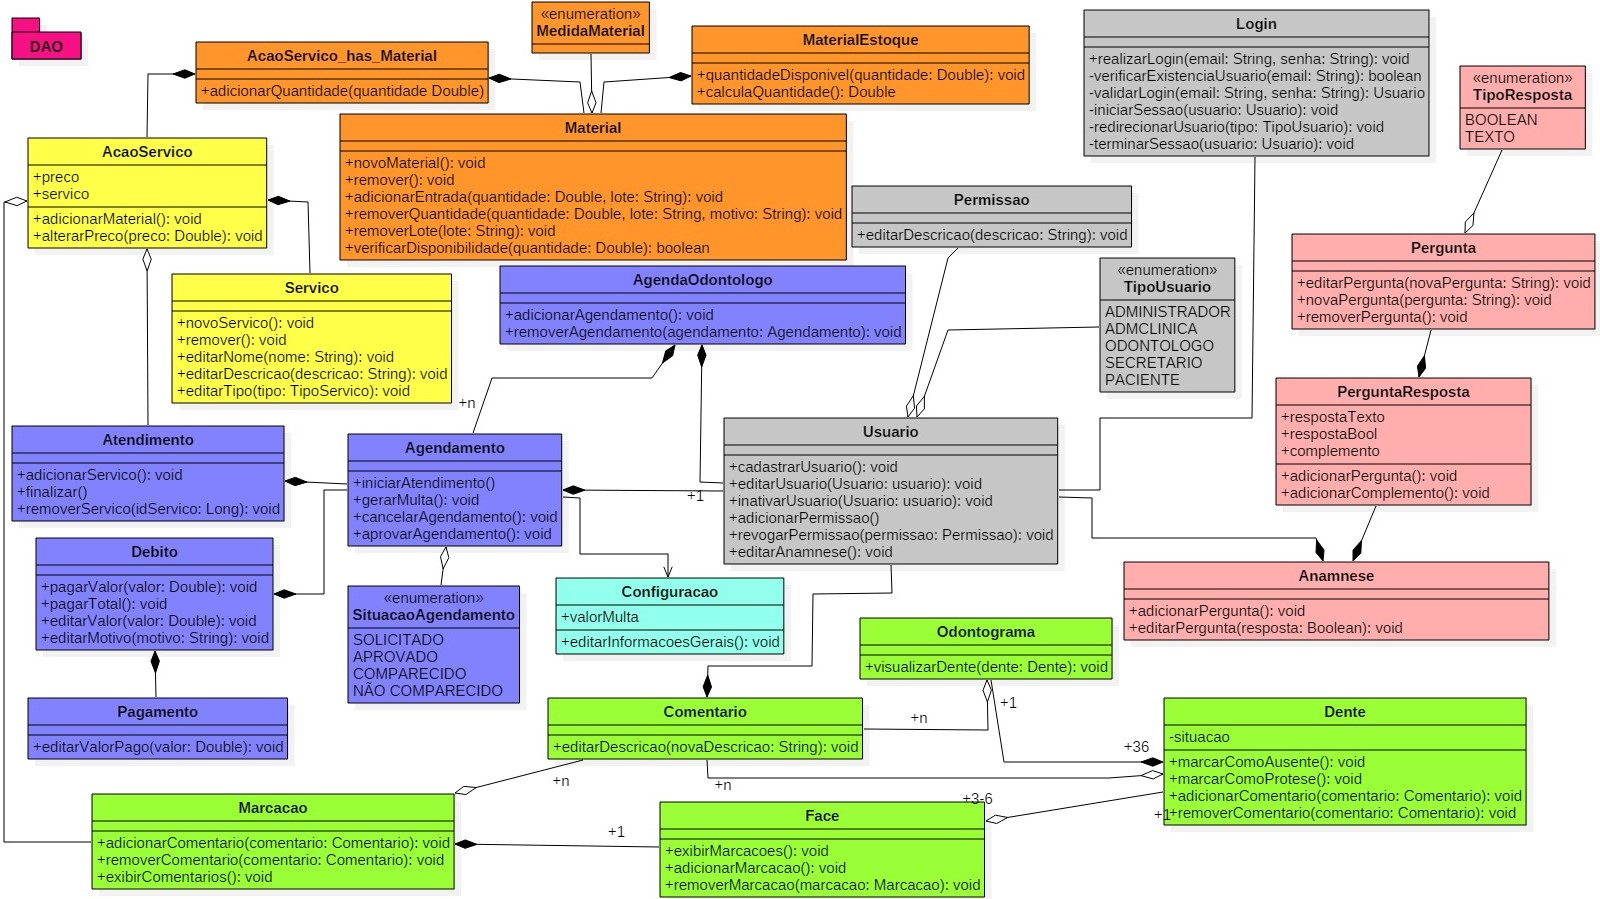 DAO
AcaoServico_has_Material
+adicionarQuantidade(quantidade Double)
«enumeration»
MedidaMaterial
MaterialEstoque
+quantidadeDisponivel(quantidade: Double): void
+calculaQuantidade(): Double
Login
+realizarLogin(email: String, senha: String): void
-verificarExistenciaUsuario(email: String): boolean
-validarLogin(email: String, senha: String): Usuario
-iniciarSessao(usuario: Usuario): void
-redirecionarUsuario(tipo: TipoUsuario): void
-terminarSessao(usuario: Usuario): void
«enumeration»
TipoResposta
BOOLEAN
TEXTO
AcaoServico
+preco
+servico
+adicionarMaterial(): void
+alterarPreco(preco: Double): void
Material
+novoMaterial(): void
+remover(): void
+adicionarEntrada(quantidade: Double, lote: String): void
+removerQuantidade(quantidade: Double, lote: String, motivo: String): void
+removerLote(lote: String): void
+verificarDisponibilidade(quantidade: Double): boolean
Permissao
+editarDescricao(descricao: String): void
«enumeration»
TipoUsuario
ADMINISTRADOR
ADMCLINICA
ODONTOLOGO
SECRETARIO
PACIENTE
Pergunta
+editarPergunta(novaPergunta: String): void
+novaPergunta(pergunta: String): void
+removerPergunta(): void
Servico
+novoServico(): void
+remover(): void
+editarNome(nome: String): void
+editarDescricao(descricao: String): void
+editarTipo(tipo: TipoServico): void
AgendaOdontologo
+adicionarAgendamento(): void
+removerAgendamento(agendamento: Agendamento): void
+n
PerguntaResposta
+respostaTexto
+respostaBool
+complemento
+adicionarPergunta(): void
+adicionarComplemento(): void
Atendimento
+adicionarServico(): void
+finalizar()
+removerServico(idServico: Long): void
Agendamento
+iniciarAtendimento()
+gerarMulta(): void
+cancelarAgendamento(): void
+aprovarAgendamento(): void
+1
Usuario
+cadastrarUsuario(): void
+editarUsuario(Usuario: usuario): void
+inativarUsuario(Usuario: usuario): void
+adicionarPermissao()
+revogarPermissao(permissao: Permissao): void
+editarAnamnese(): void
Debito
+pagarValor(valor: Double): void
+pagarTotal(): void
+editarValor(valor: Double): void
+editarMotivo(motivo: String): void
«enumeration»
SituacaoAgendamento
SOLICITADO
APROVADO
COMPARECIDO
NÃO COMPARECIDO
Configuracao
+valorMulta
+editarInformacoesGerais(): void
Anamnese
+adicionarPergunta(): void
+editarPergunta(resposta: Boolean): void
Odontograma
+visualizarDente(dente: Dente): void
Pagamento
+editarValorPago(valor: Double): void
Comentario
+editarDescricao(novaDescricao: String): void
+n
+1
+36
Dente
-situacao
+marcarComoAusente(): void
+marcarComoProtese(): void
+adicionarComentario(comentario: Comentario): void
+removerComentario(comentario: Comentario): void
+n
+n
+3-6
+1
Marcacao
+adicionarComentario(comentario: Comentario): void
+removerComentario(comentario: Comentario): void
+exibirComentarios(): void
+1
Face
+exibirMarcacoes(): void
+adicionarMarcacao(): void
+removerMarcacao(marcacao: Marcacao): void